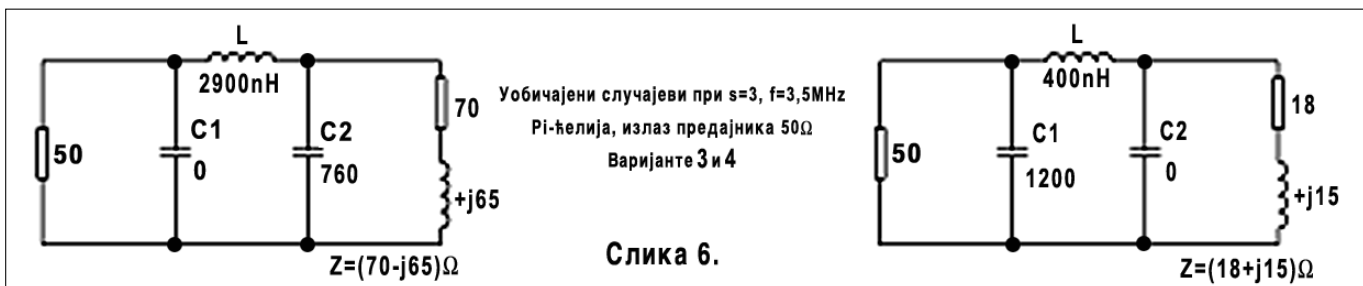 L
2900nH
50
C1
0
C2
760
70
+j65
Z=(70-j65)Ω
Уобичајени случајеви при s=3, f=3,5MHz
Pi-ћелија, излаз предајника 50Ω
Варијанте 3 и 4
Слика 6.
L
400nH
50
C1
1200
C2
0
18
+j15
Z=(18+j15)Ω